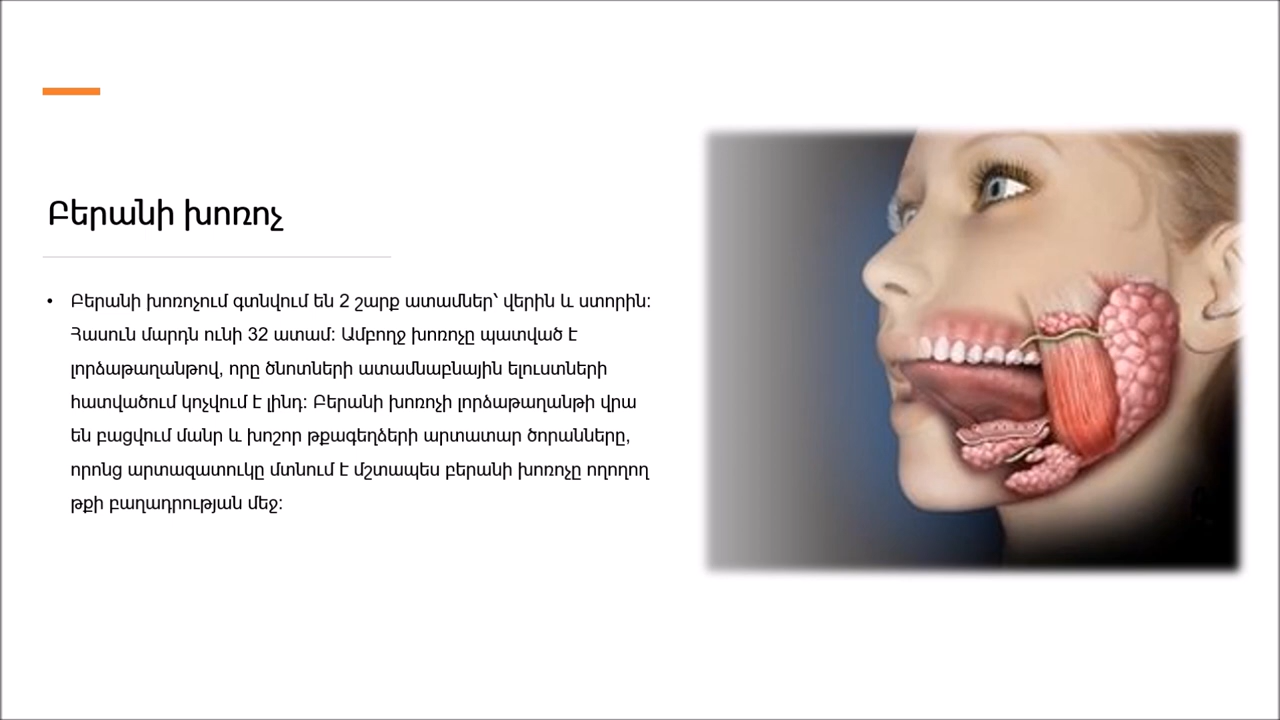 Բերանի խոռոչ
• Բերանի խոռոչում գտնվում են 2 շարք ատամներ՝ վերին և ստորին:
Հասուն մարդն ունի 32 ատամ: Ամբողջ խոռոչը պատված է
լորձաթաղանթով, որը ծնոտների ատամնաբնային ելուստների
հատվածում կոչվում է լինդ: Բերանի խոռոչի լորձաթաղանթի վրա
են բացվում մանր և խոշոր թքագեղձերի արտատար ծորանները,
որոնց արտազատուկը մտնում է մշտապես բերանի խոռոչը ողողող
թքի բաղադրության մեջ: